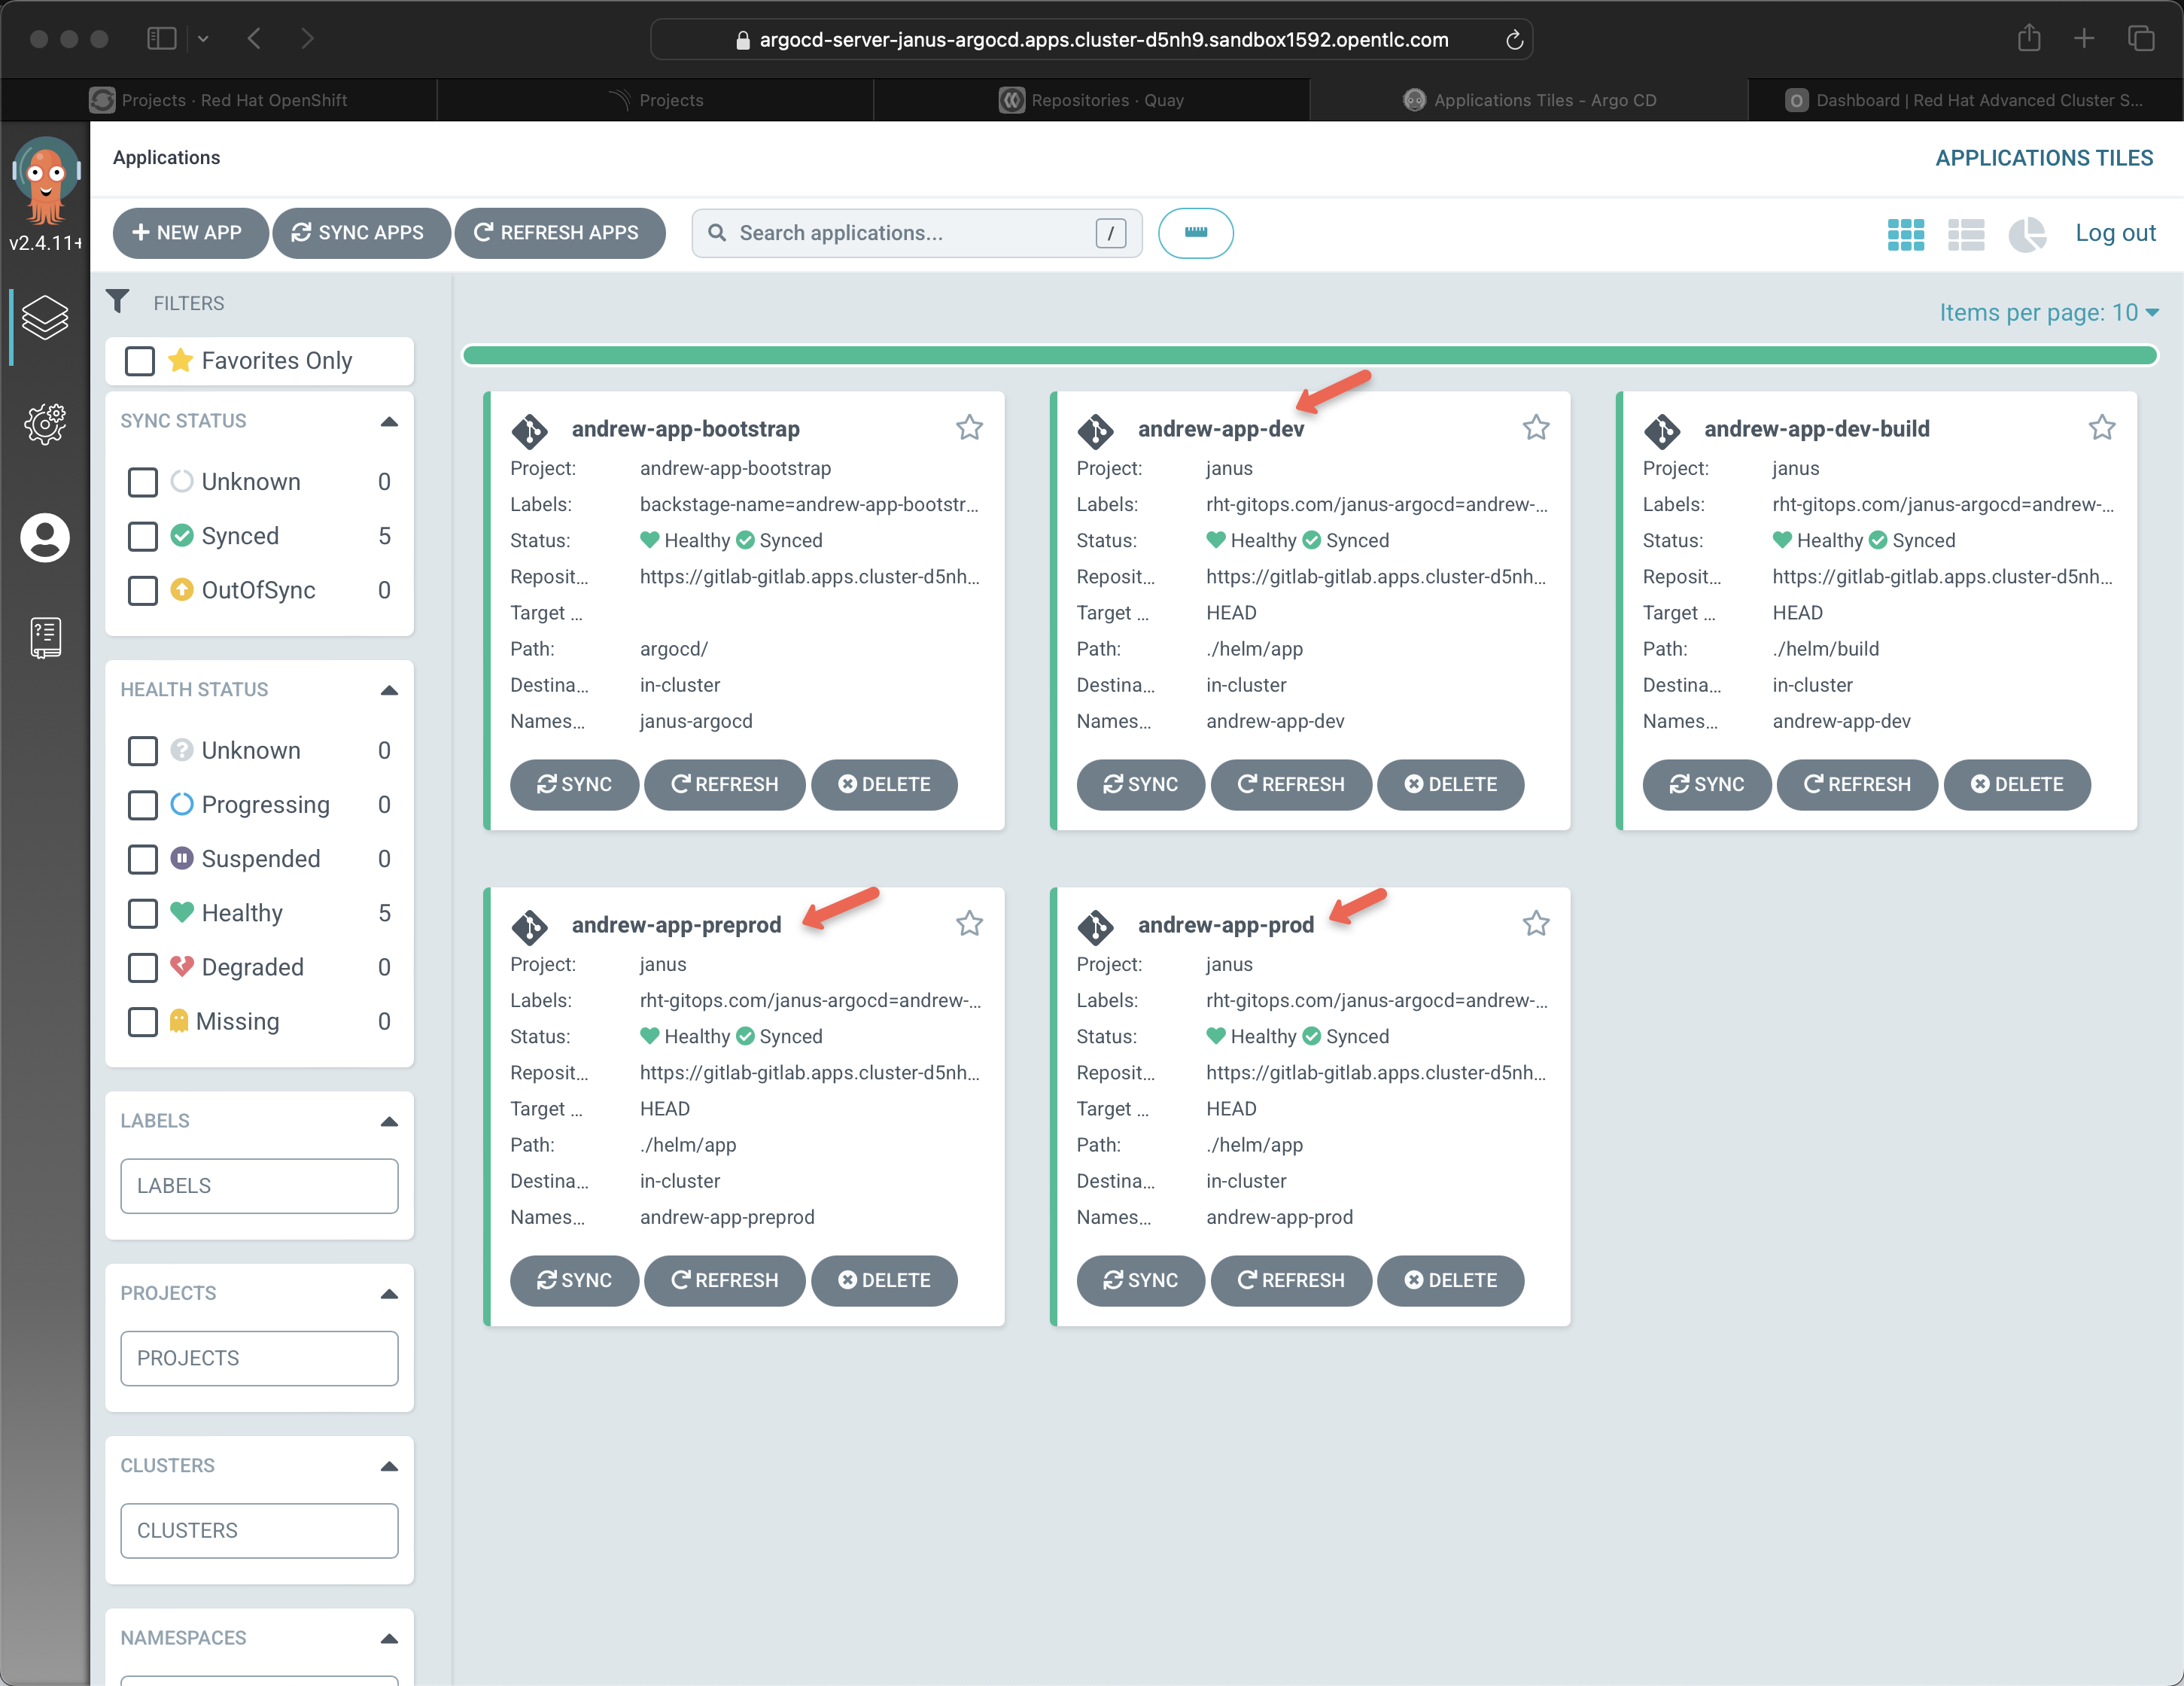 argocd-server-janus-argocd.apps.cluster-d5nh9.sandbox1592.opentlc.com
Projects · Red Hat OpenShift
Projects
Repositories · Quay
Applications Tiles - Argo CD
Dashboard | Red Hat Advanced Cluster S...
v2.4.11+
Applications
APPLICATIONS TILES
NEW APP
SYNC APPS
REFRESH APPS
Search applications...
/
Log out
FILTERS
Items per page: 10
Favorites Only
SYNC STATUS
Unknown 0
Synced 5
OutOfSync 0
HEALTH STATUS
Unknown 0
Progressing 0
Suspended 0
Healthy 5
Degraded 0
Missing 0
LABELS
LABELS
PROJECTS
PROJECTS
CLUSTERS
CLUSTERS
NAMESPACES
andrew-app-bootstrap
Project: andrew-app-bootstrap
Labels: backstage-name=andrew-app-bootstr...
Status: Healthy Synced
Reposit... https://gitlab-gitlab.apps.cluster-d5nh...
Target ...
Path: argocd/
Destina... in-cluster
Names... janus-argocd
SYNC REFRESH DELETE
andrew-app-dev
Project: janus
Labels: rht-gitops.com/janus-argocd=andrew-...
Status: Healthy Synced
Reposit... https://gitlab-gitlab.apps.cluster-d5nh...
Target ... HEAD
Path: ./helm/app
Destina... in-cluster
Names... andrew-app-dev
SYNC REFRESH DELETE
andrew-app-dev-build
Project: janus
Labels: rht-gitops.com/janus-argocd=andrew-...
Status: Healthy Synced
Reposit... https://gitlab-gitlab.apps.cluster-d5nh...
Target ... HEAD
Path: ./helm/build
Destina... in-cluster
Names... andrew-app-dev
SYNC REFRESH DELETE
andrew-app-preprod
Project: janus
Labels: rht-gitops.com/janus-argocd=andrew-...
Status: Healthy Synced
Reposit... https://gitlab-gitlab.apps.cluster-d5nh...
Target ... HEAD
Path: ./helm/app
Destina... in-cluster
Names... andrew-app-preprod
SYNC REFRESH DELETE
andrew-app-prod
Project: janus
Labels: rht-gitops.com/janus-argocd=andrew-...
Status: Healthy Synced
Reposit... https://gitlab-gitlab.apps.cluster-d5nh...
Target ... HEAD
Path: ./helm/app
Destina... in-cluster
Names... andrew-app-prod
SYNC REFRESH DELETE